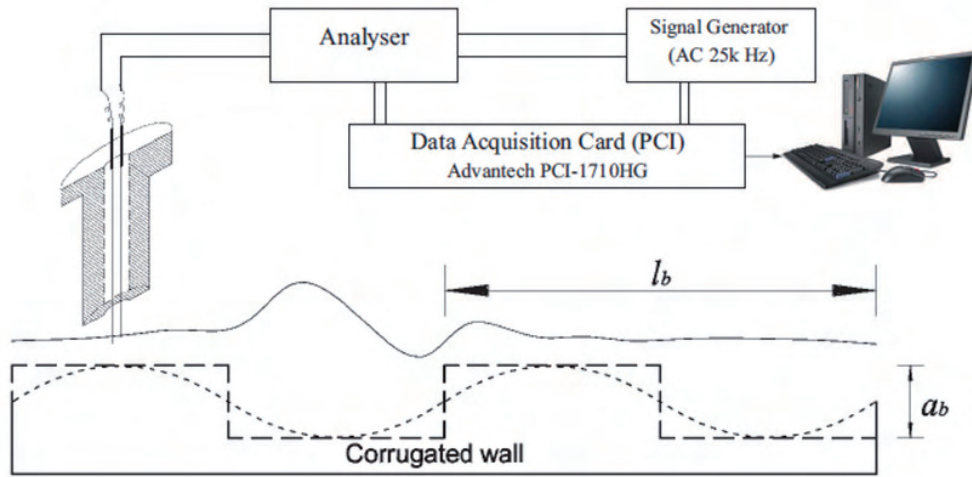 Analyser
Signal Generator
(AC 25k Hz)
Data Acquisition Card (PCI)
Advantech PCI-1710HG
lb
ab
Corrugated wall